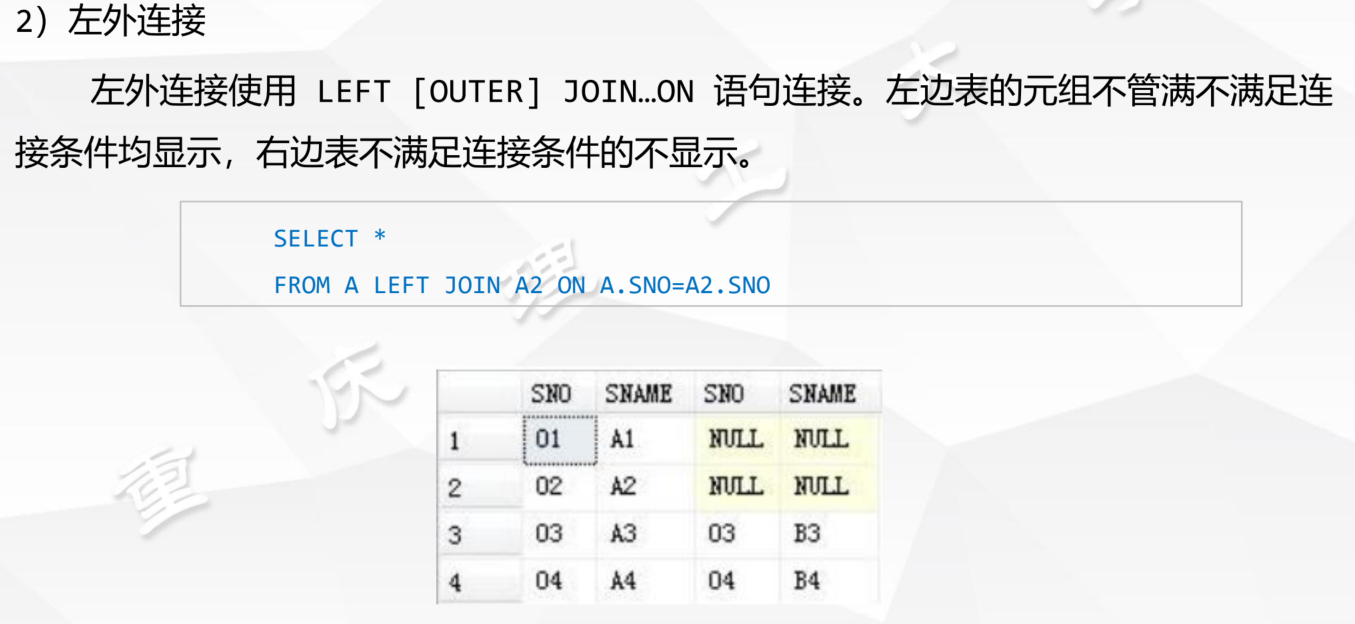 2）左外连接
左外连接使用 LEFT [OUTER] JOIN…ON 语句连接。左边表的元组不管满不满足连
接条件均显示，右边表不满足连接条件的不显示。
SELECT *
FROM A LEFT JOIN A2 ON A.SNO=A2.SNO
SNO SNAME SNO SNAME
1 01 A1 NULL NULL
2 02 A2 NULL NULL
3 03 A3 03 B3
4 04 A4 04 B4
重 庆 理 工 大